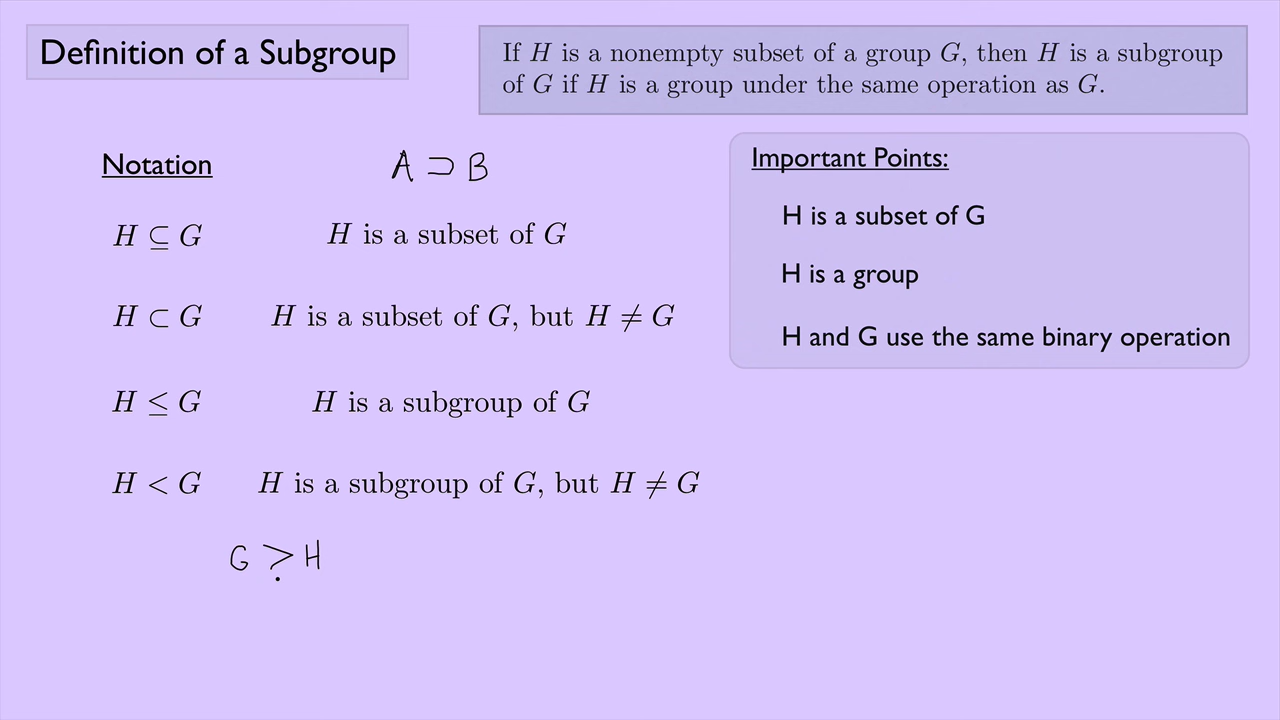 Definition of a Subgroup
If H is a nonempty subset of a group G, then H is a subgroup
of G if H is a group under the same operation as G.
Notation
A ⊃ B
H ⊆ G H is a subset of G
H ⊂ G H is a subset of G, but H ≠ G
H ≤ G H is a subgroup of G
H < G H is a subgroup of G, but H ≠ G
G > H
Important Points:
H is a subset of G
H is a group
H and G use the same binary operation